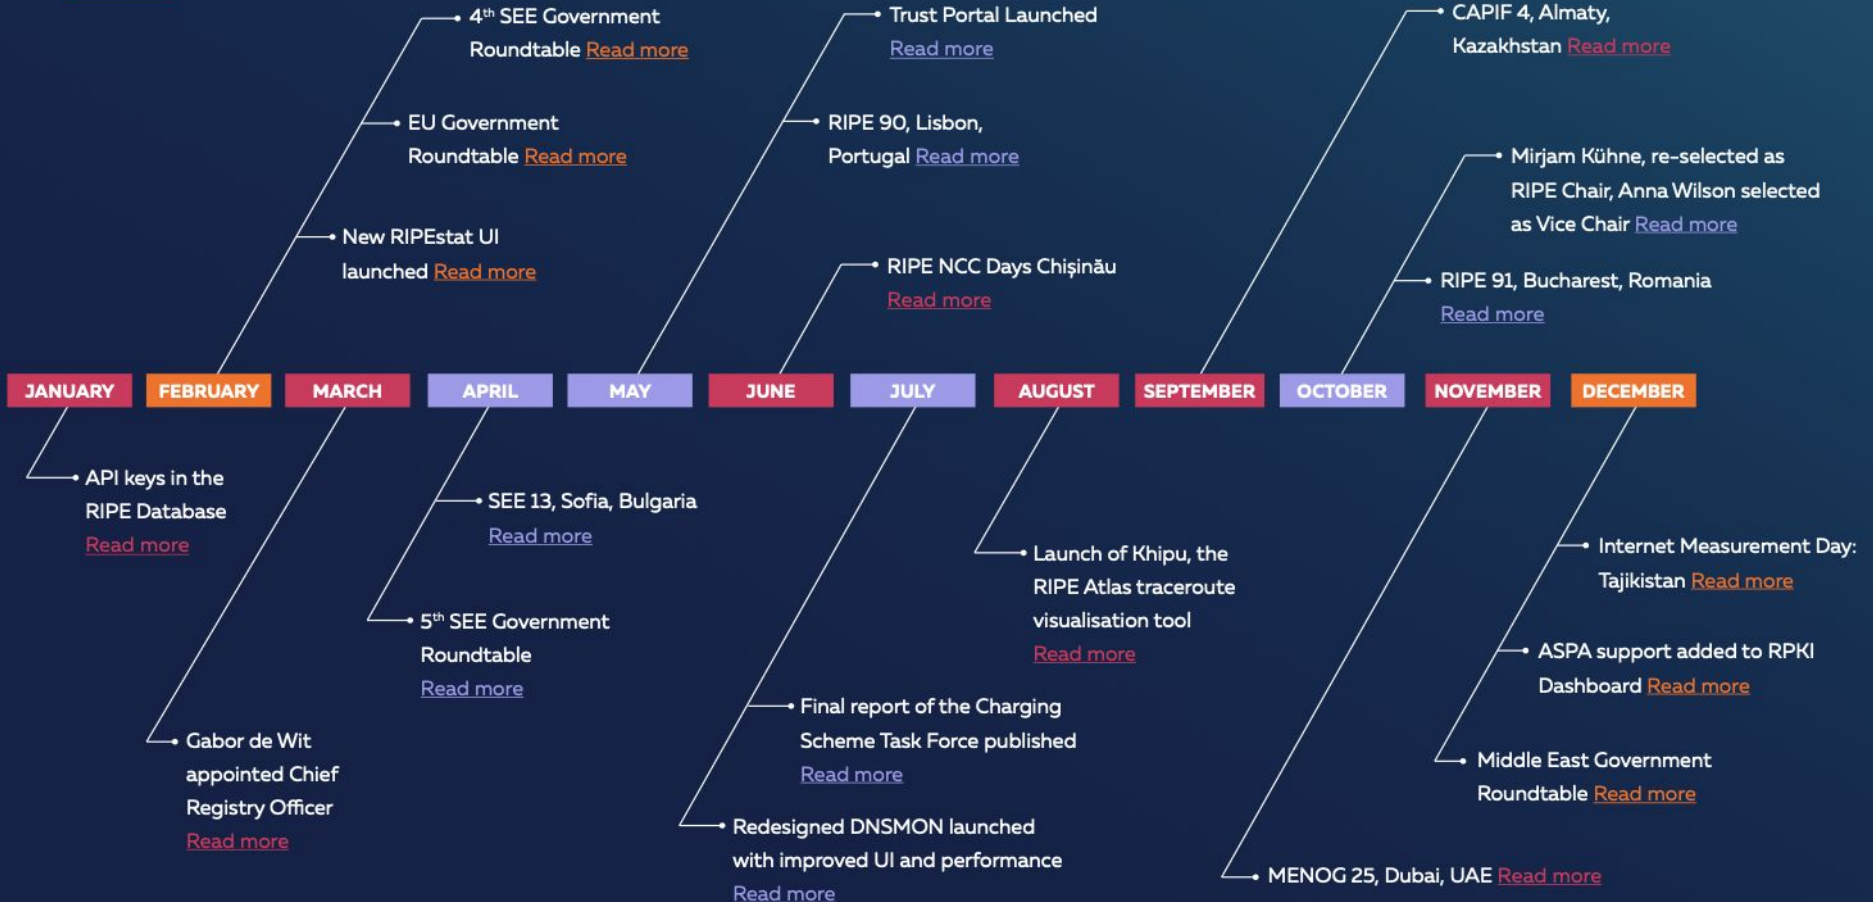 4th SEE Government
Roundtable Read more
EU Government
Roundtable Read more
New RIPEstat UI
launched Read more
Trust Portal Launched
Read more
RIPE 90, Lisbon,
Portugal Read more
RIPE NCC Days Chișinău
Read more
CAPIF 4, Almaty,
Kazakhstan Read more
Mirjam Kühne, re-selected as
RIPE Chair, Anna Wilson selected
as Vice Chair Read more
RIPE 91, Bucharest, Romania
Read more
JANUARY
FEBRUARY
MARCH
APRIL
MAY
JUNE
JULY
AUGUST
SEPTEMBER
OCTOBER
NOVEMBER
DECEMBER
API keys in the
RIPE Database
Read more
Gabor de Wit
appointed Chief
Registry Officer
Read more
SEE 13, Sofia, Bulgaria
Read more
5th SEE Government
Roundtable
Read more
Final report of the Charging
Scheme Task Force published
Read more
Redesigned DNSMON launched
with improved UI and performance
Read more
Launch of Khipu, the
RIPE Atlas traceroute
visualisation tool
Read more
MENOG 25, Dubai, UAE Read more
Internet Measurement Day:
Tajikistan Read more
ASPA support added to RPKI
Dashboard Read more
Middle East Government
Roundtable Read more